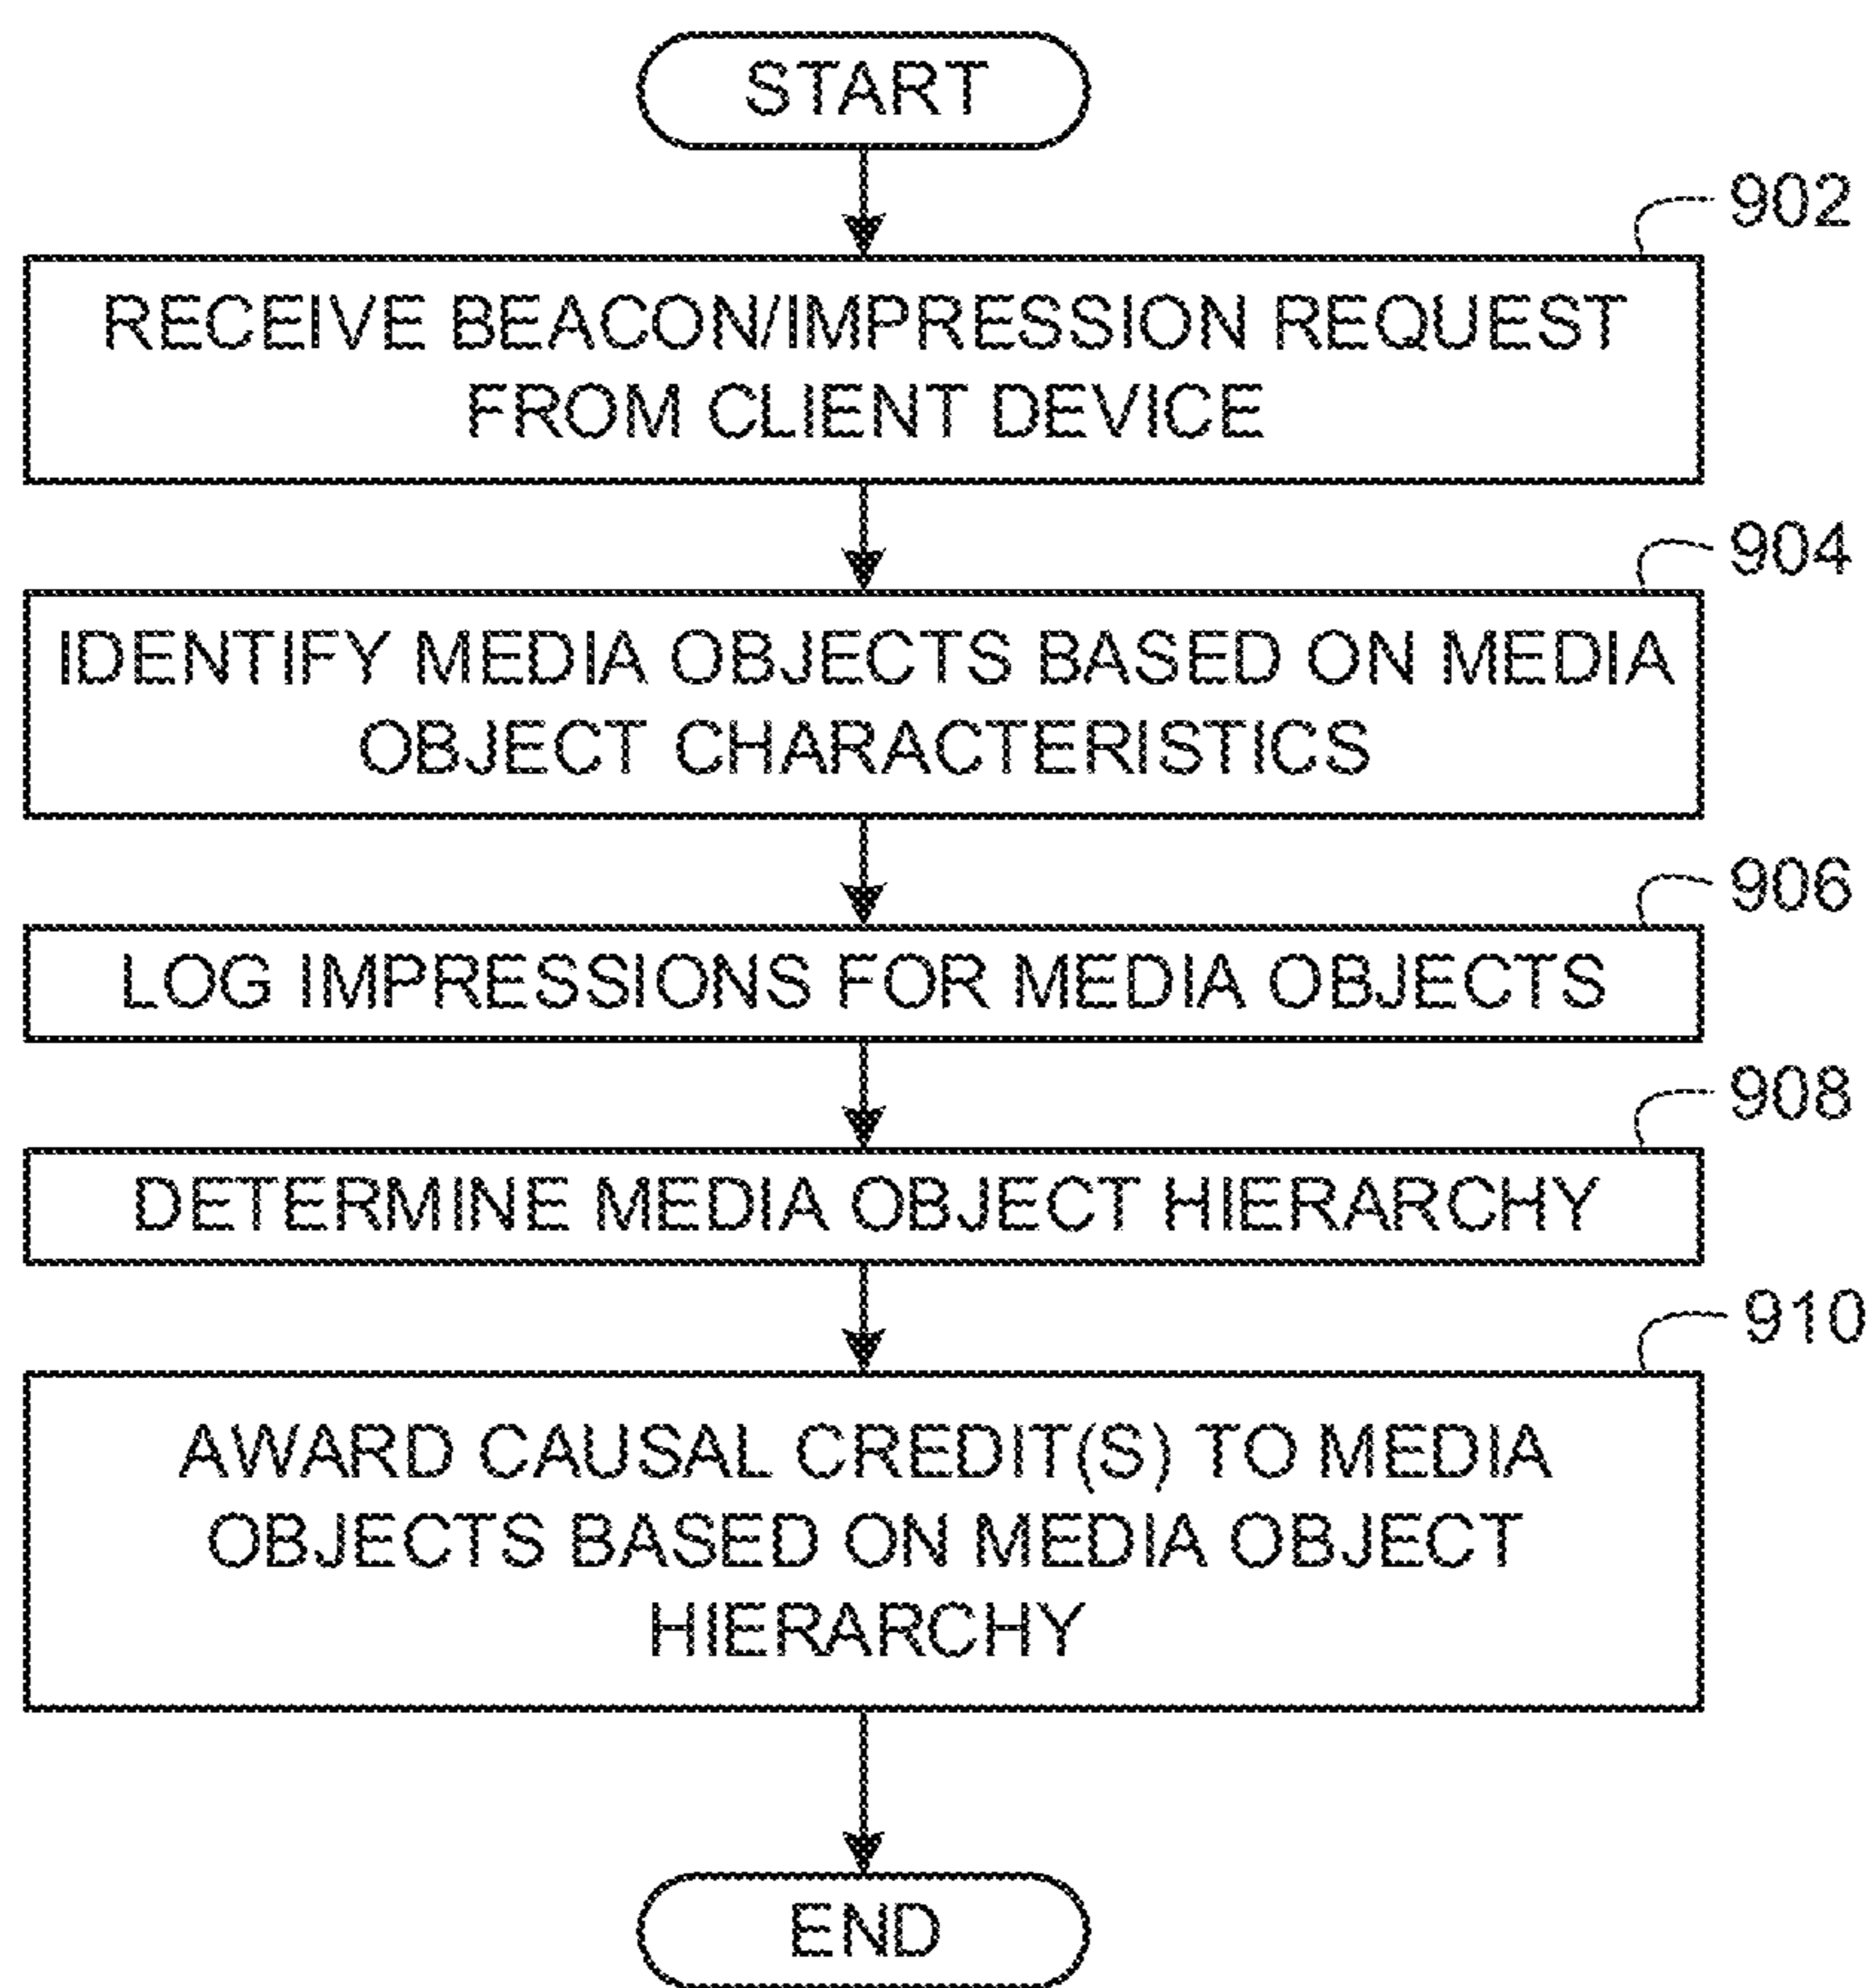 START
902
RECEIVE BEACON/IMPRESSION REQUEST
FROM CLIENT DEVICE
904
IDENTIFY MEDIA OBJECTS BASED ON MEDIA
OBJECT CHARACTERISTICS
906
LOG IMPRESSIONS FOR MEDIA OBJECTS
908
DETERMINE MEDIA OBJECT HIERARCHY
910
AWARD CAUSAL CREDIT(S) TO MEDIA
OBJECTS BASED ON MEDIA OBJECT
HIERARCHY
END